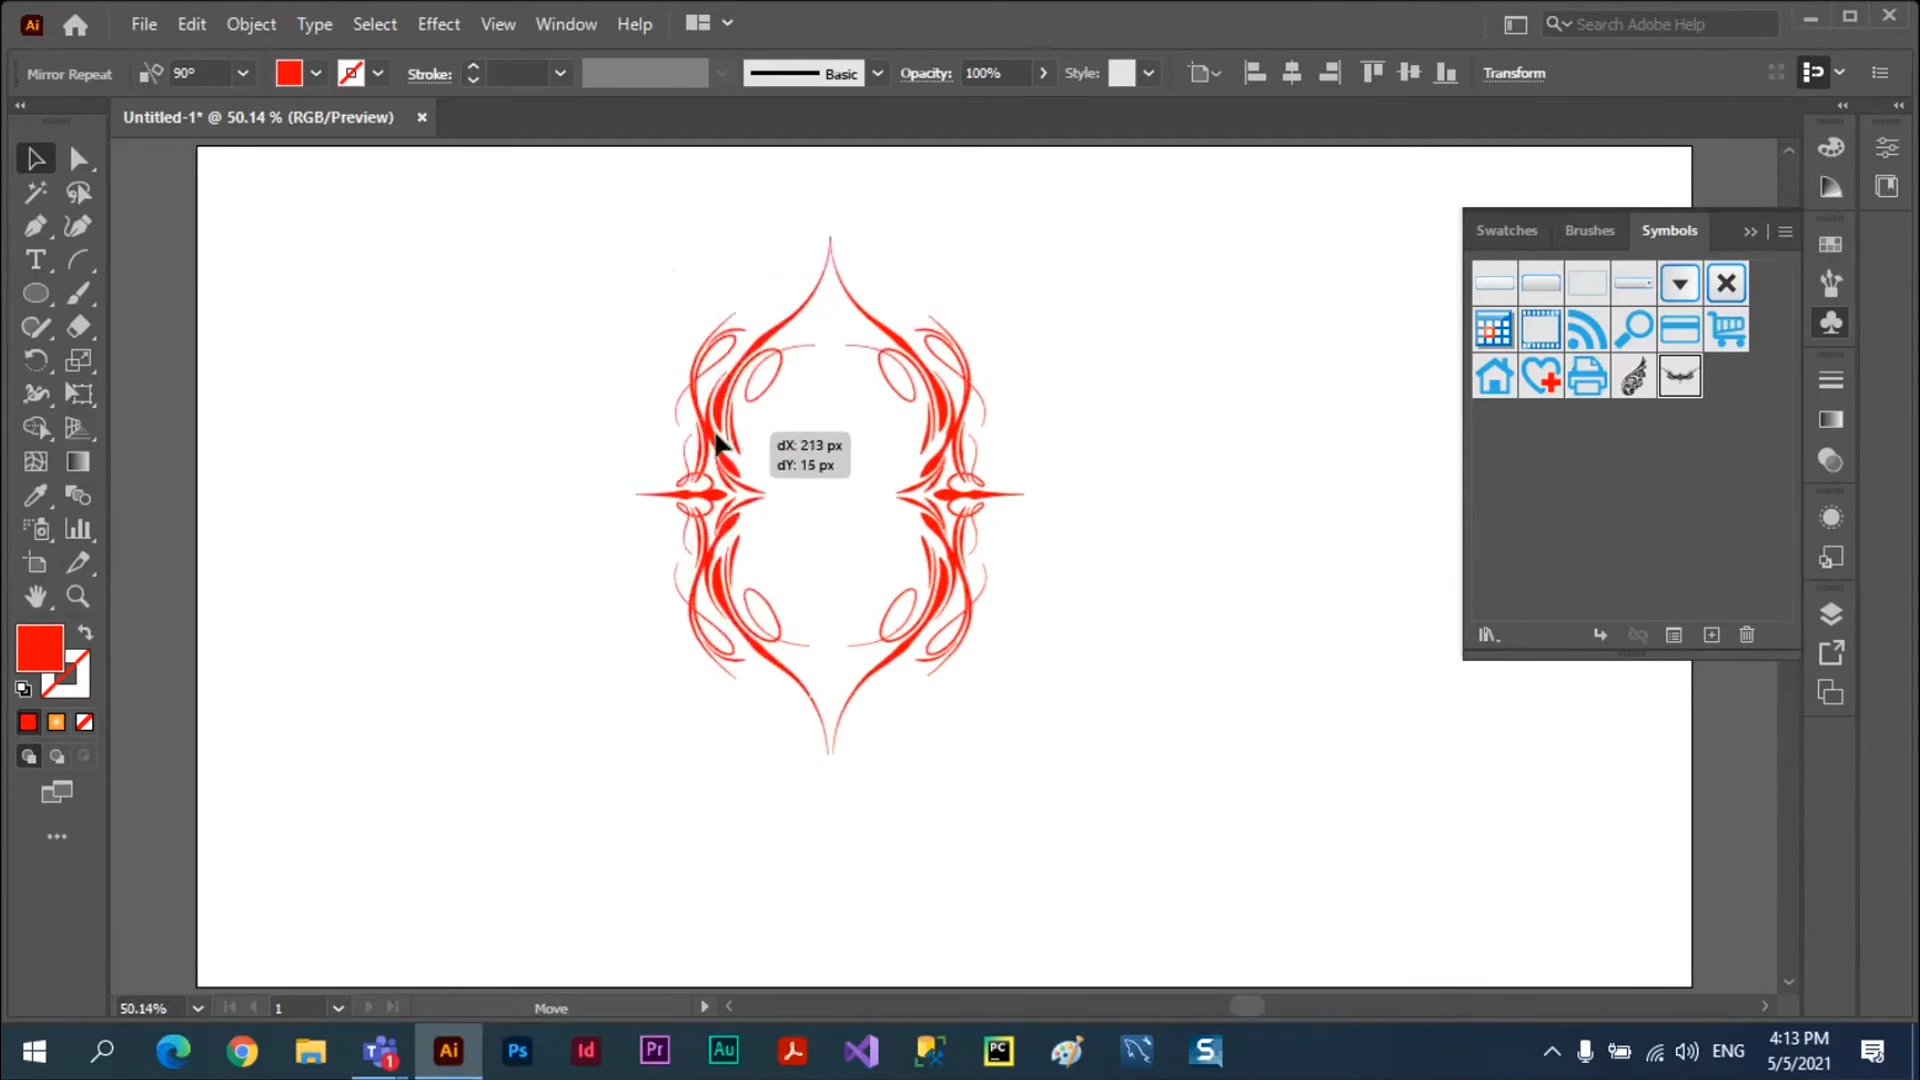 Ai File Edit Object Type Select Effect View Window Help Search Adobe Help
Mirror Repeat 90° Stroke: Basic Opacity: 100% Style: Transform
Untitled-1* @ 50.14 % (RGB/Preview)
Swatches Brushes Symbols
dX: 213 px
dY: 15 px
50.14% 1 Move
1 Ai Ps Id Pr Au PC S ENG
4:13 PM
5/5/2021